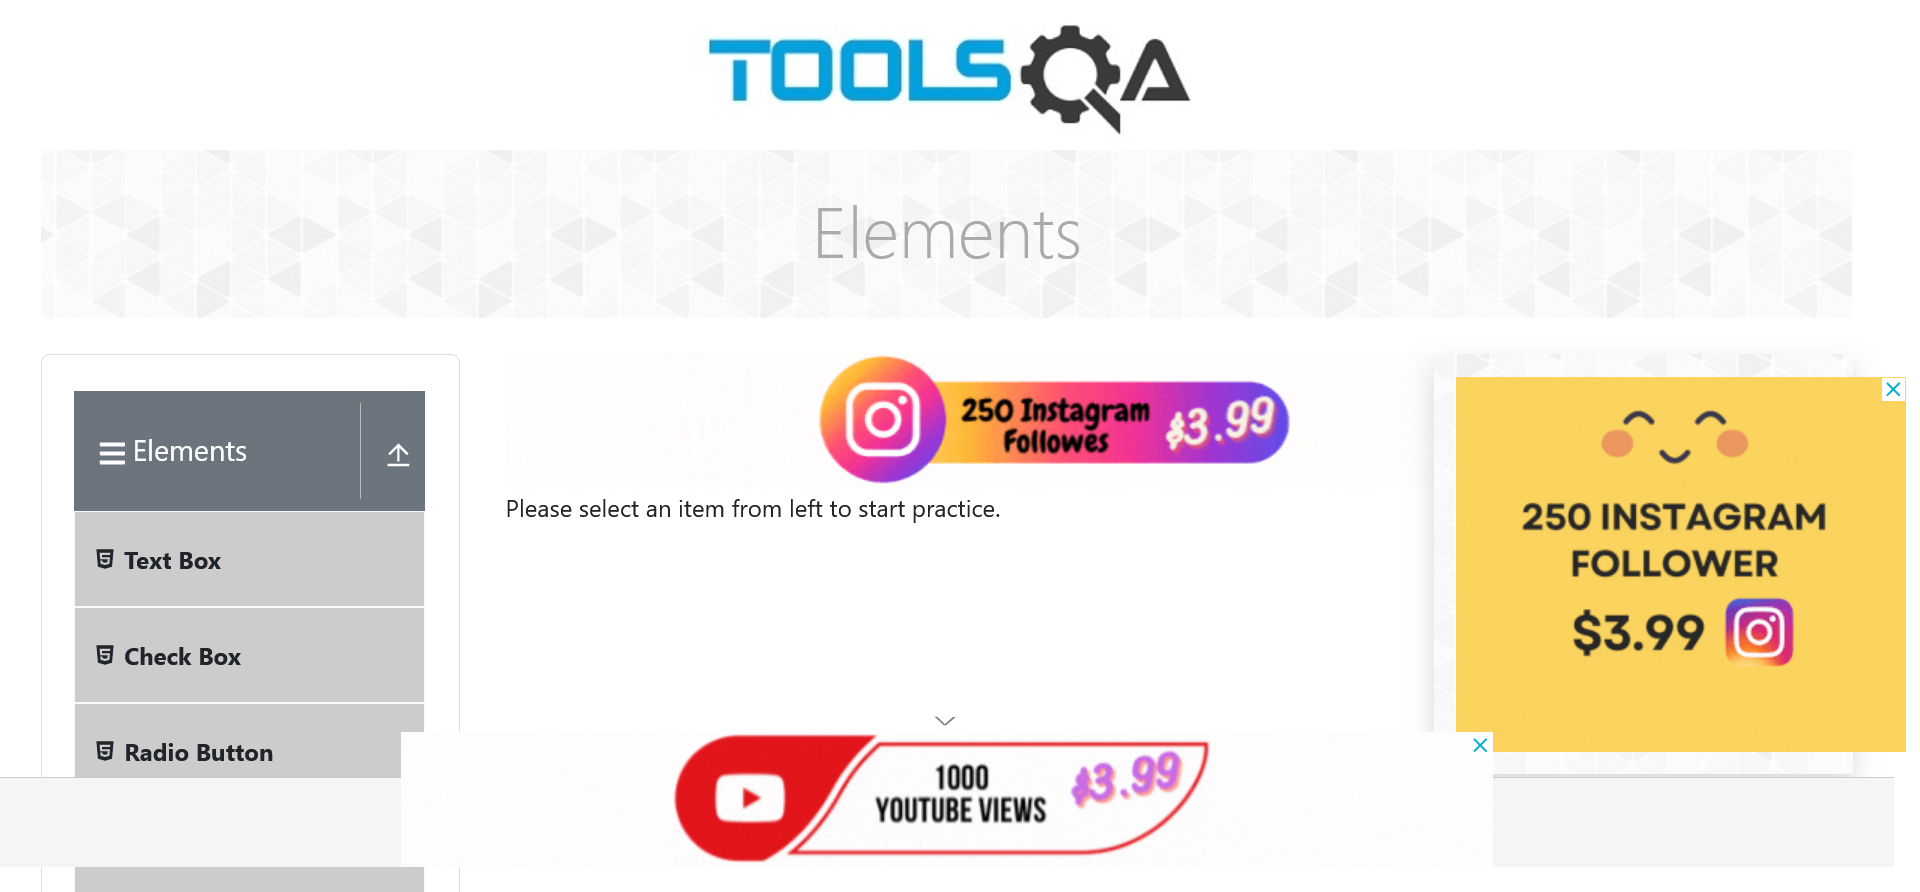 TOOLSQA
Elements
Elements
Text Box
Check Box
Radio Button
250 Instagram
Followes
$3.99
Please select an item from left to start practice.
250 INSTAGRAM
FOLLOWER
$3.99
1000
YOUTUBE VIEWS
$3.99